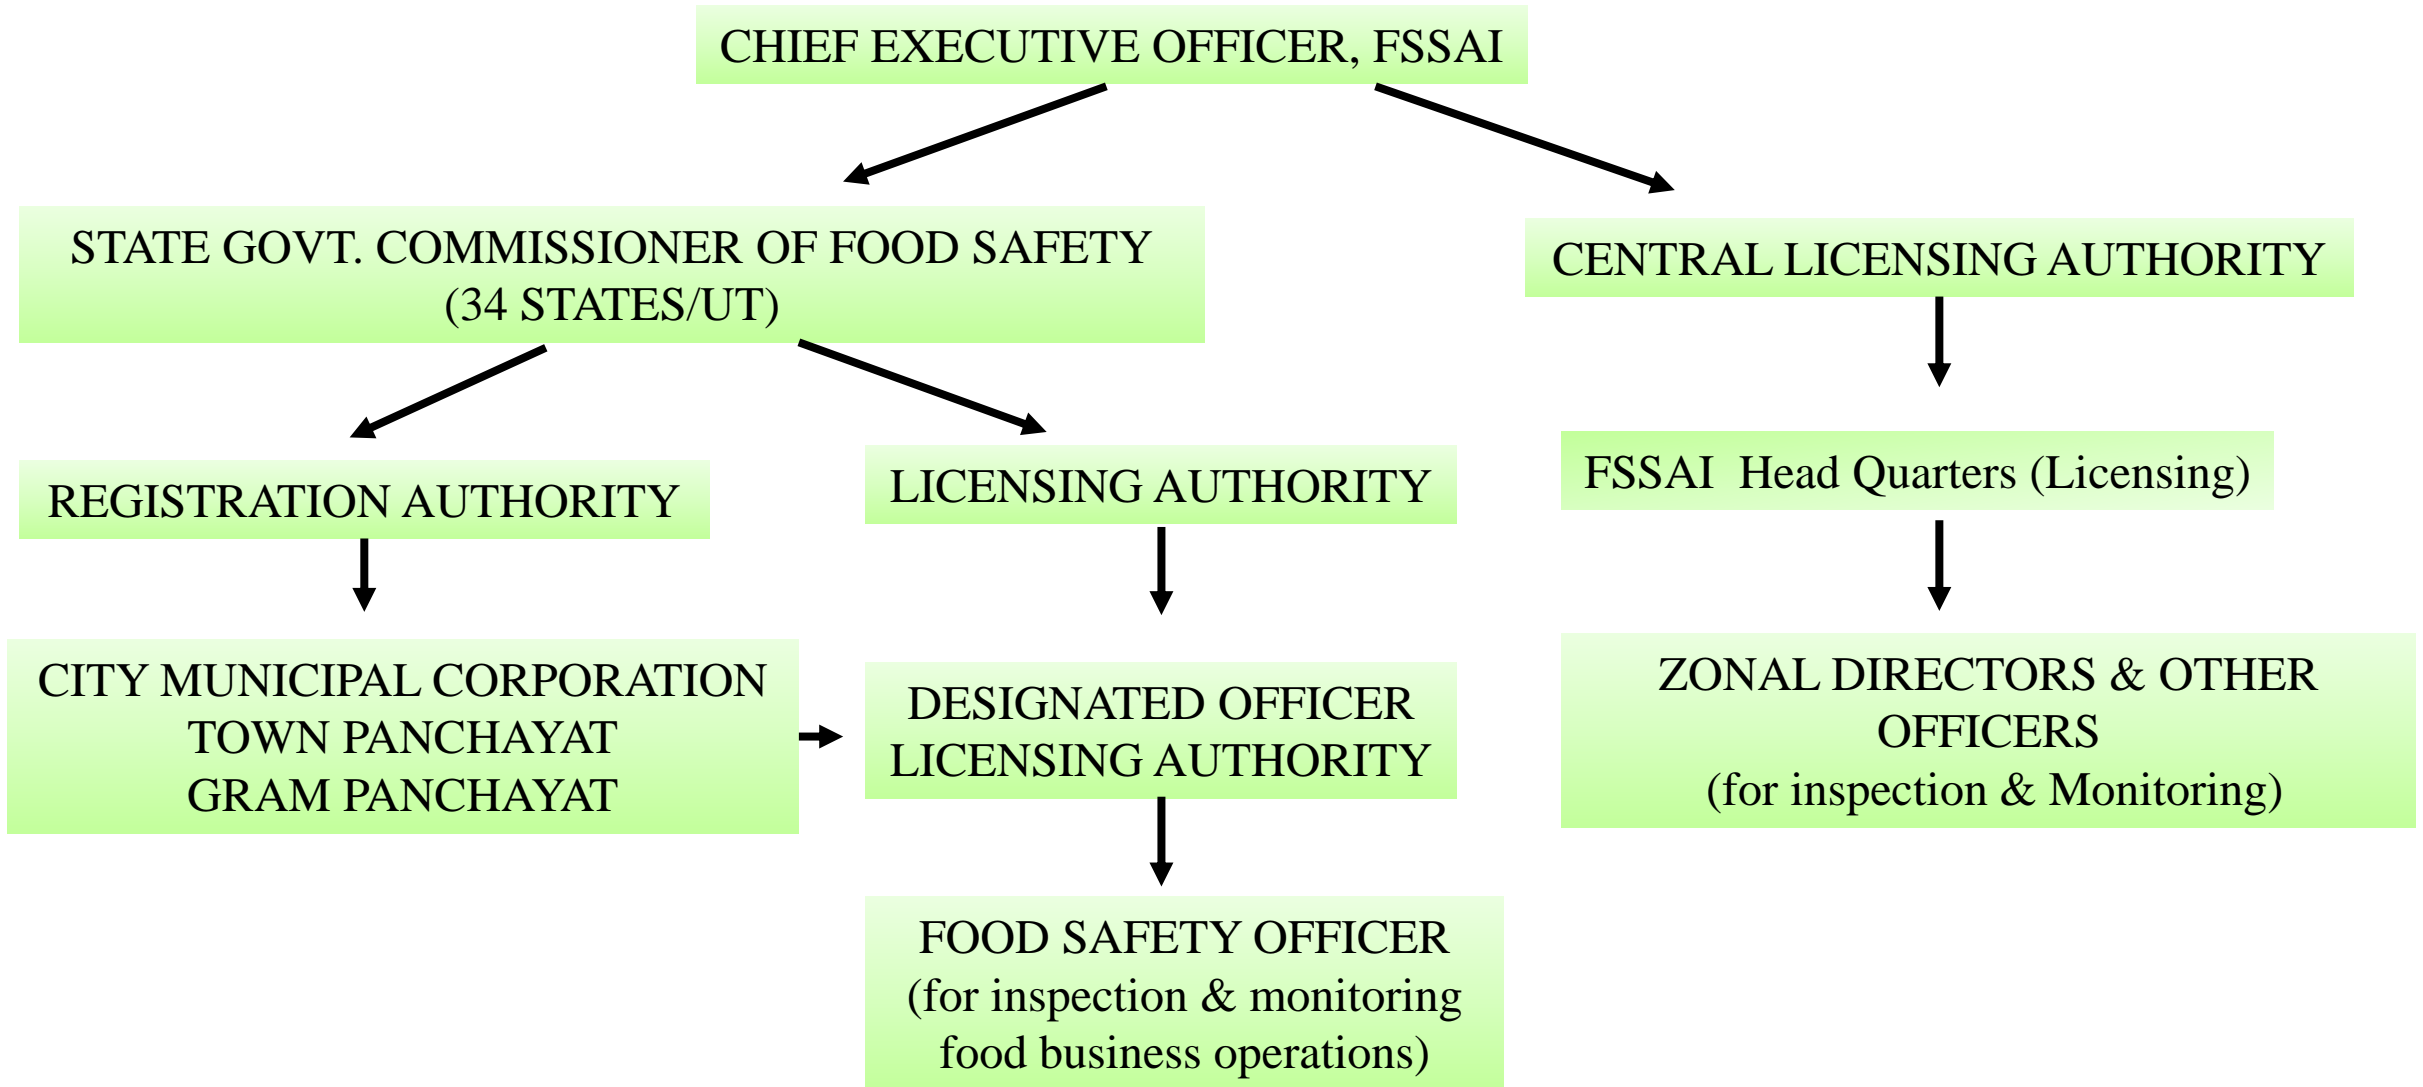 CHIEF EXECUTIVE OFFICER, FSSAI
STATE GOVT. COMMISSIONER OF FOOD SAFETY
(34 STATES/UT)
CENTRAL LICENSING AUTHORITY
REGISTRATION AUTHORITY
LICENSING AUTHORITY
FSSAI Head Quarters (Licensing)
CITY MUNICIPAL CORPORATION
TOWN PANCHAYAT
GRAM PANCHAYAT
DESIGNATED OFFICER
LICENSING AUTHORITY
ZONAL DIRECTORS & OTHER
OFFICERS
(for inspection & Monitoring)
FOOD SAFETY OFFICER
(for inspection & monitoring
food business operations)